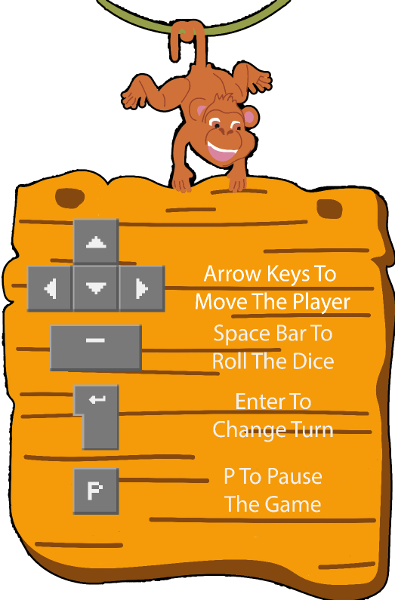 Arrow Keys To
Move The Player
Space Bar To
Roll The Dice
Enter To
Change Turn
P
P To Pause
The Game